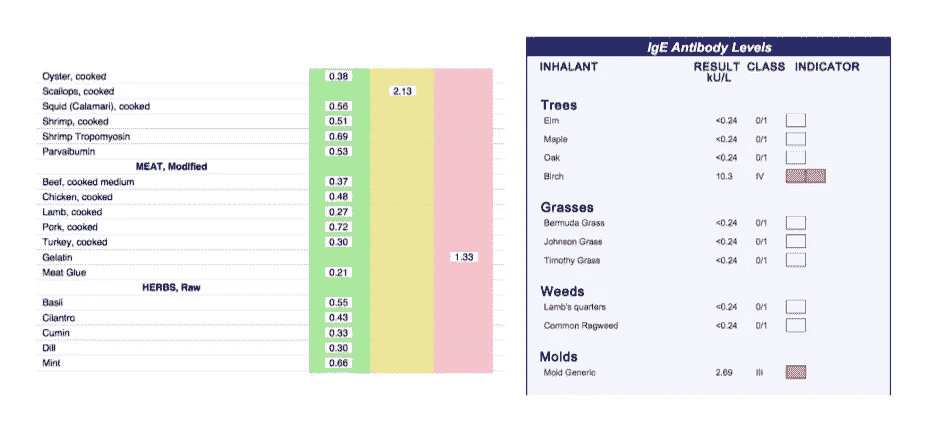 Oyster, cooked 0.38
Scallops, cooked 2.13
Squid (Calamari), cooked 0.56
Shrimp, cooked 0.51
Shrimp Tropomyosin 0.69
Parvalbumin 0.53
MEAT, Modified
Beef, cooked medium 0.37
Chicken, cooked 0.48
Lamb, cooked 0.27
Pork, cooked 0.72
Turkey, cooked 0.30
Gelatin 1.33
Meat Glue 0.21
HERBS, Raw
Basil 0.55
Cilantro 0.43
Cumin 0.33
Dill 0.30
Mint 0.66
IgE Antibody Levels
INHALANT RESULT CLASS INDICATOR
kU/L
Trees
Elm <0.24 0/1
Maple <0.24 0/1
Oak <0.24 0/1
Birch 10.3 IV
Grasses
Bermuda Grass <0.24 0/1
Johnson Grass <0.24 0/1
Timothy Grass <0.24 0/1
Weeds
Lamb's quarters <0.24 0/1
Common Ragweed <0.24 0/1
Molds
Mold Generic 2.69 III